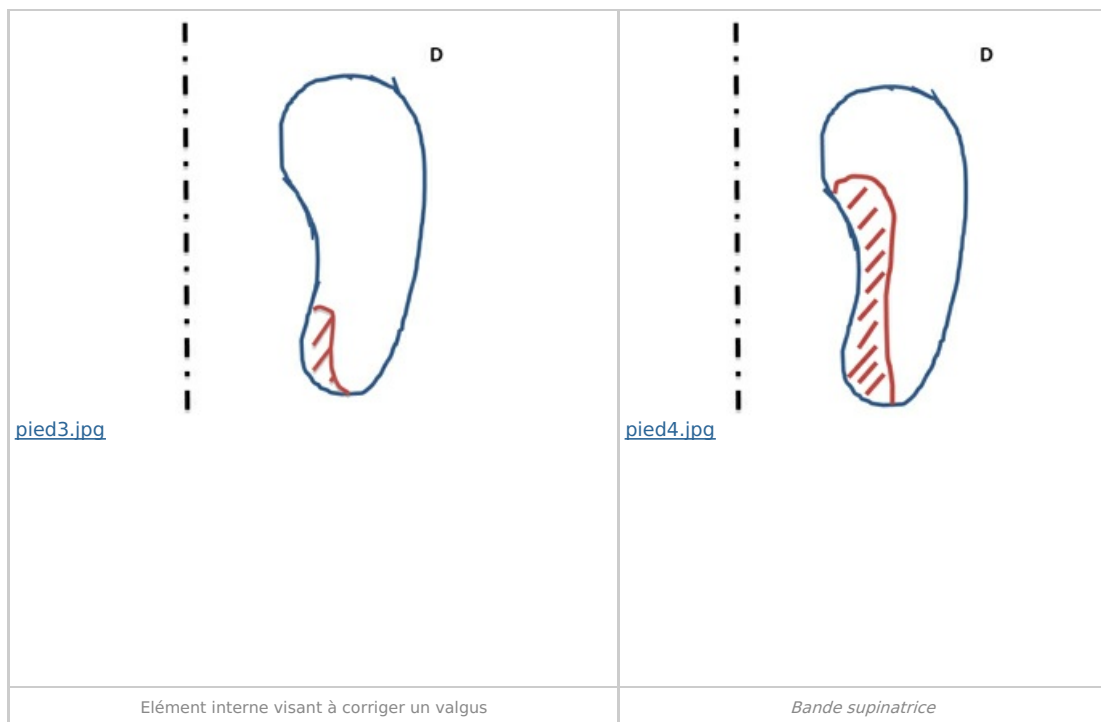 D
D
pied3.jpg
pied4.jpg
Elément interne visant à corriger un valgus
Bande supinatrice